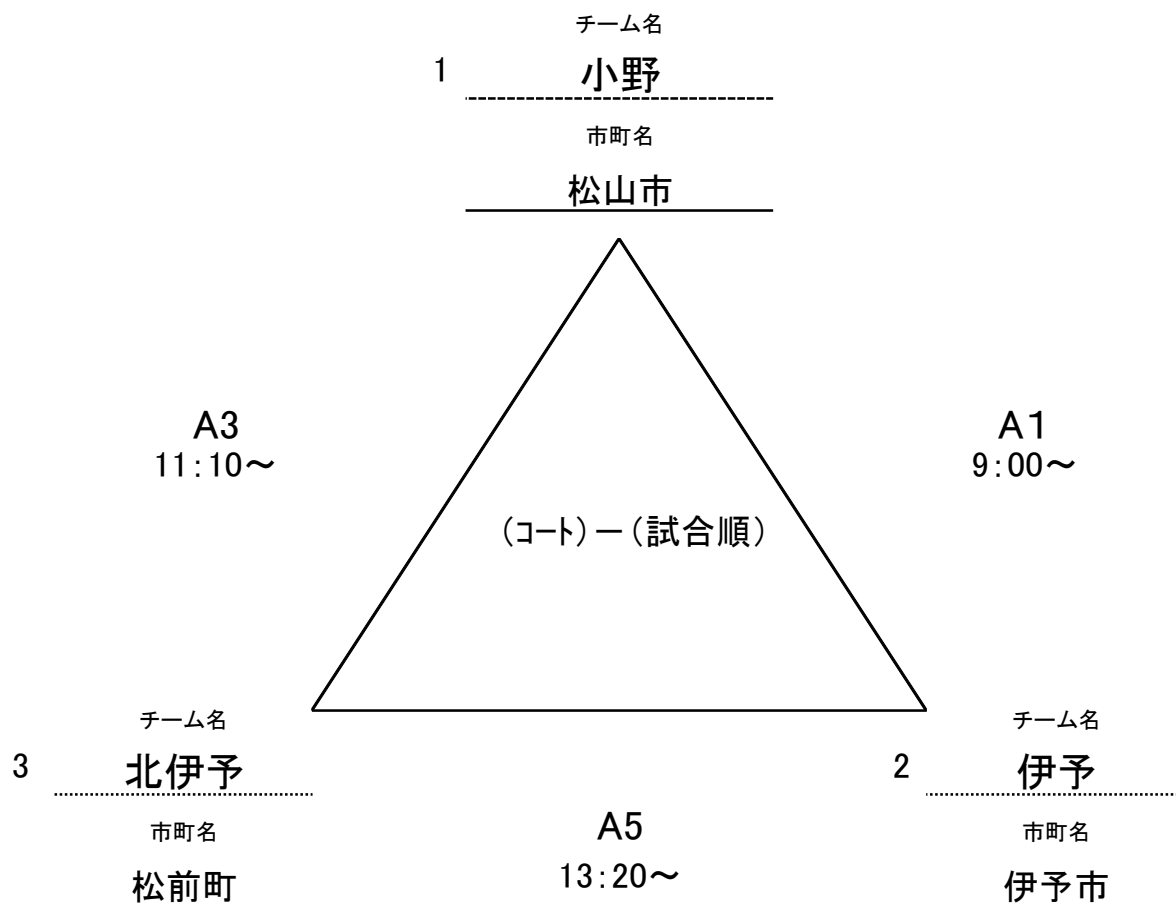 チーム名
1 小野
市町名
松山市
A3
11:10～
A1
9:00～
(コート)ー(試合順)
チーム名
3 北伊予
市町名
松前町
A5
13:20～
チーム名
2 伊予
市町名
伊予市